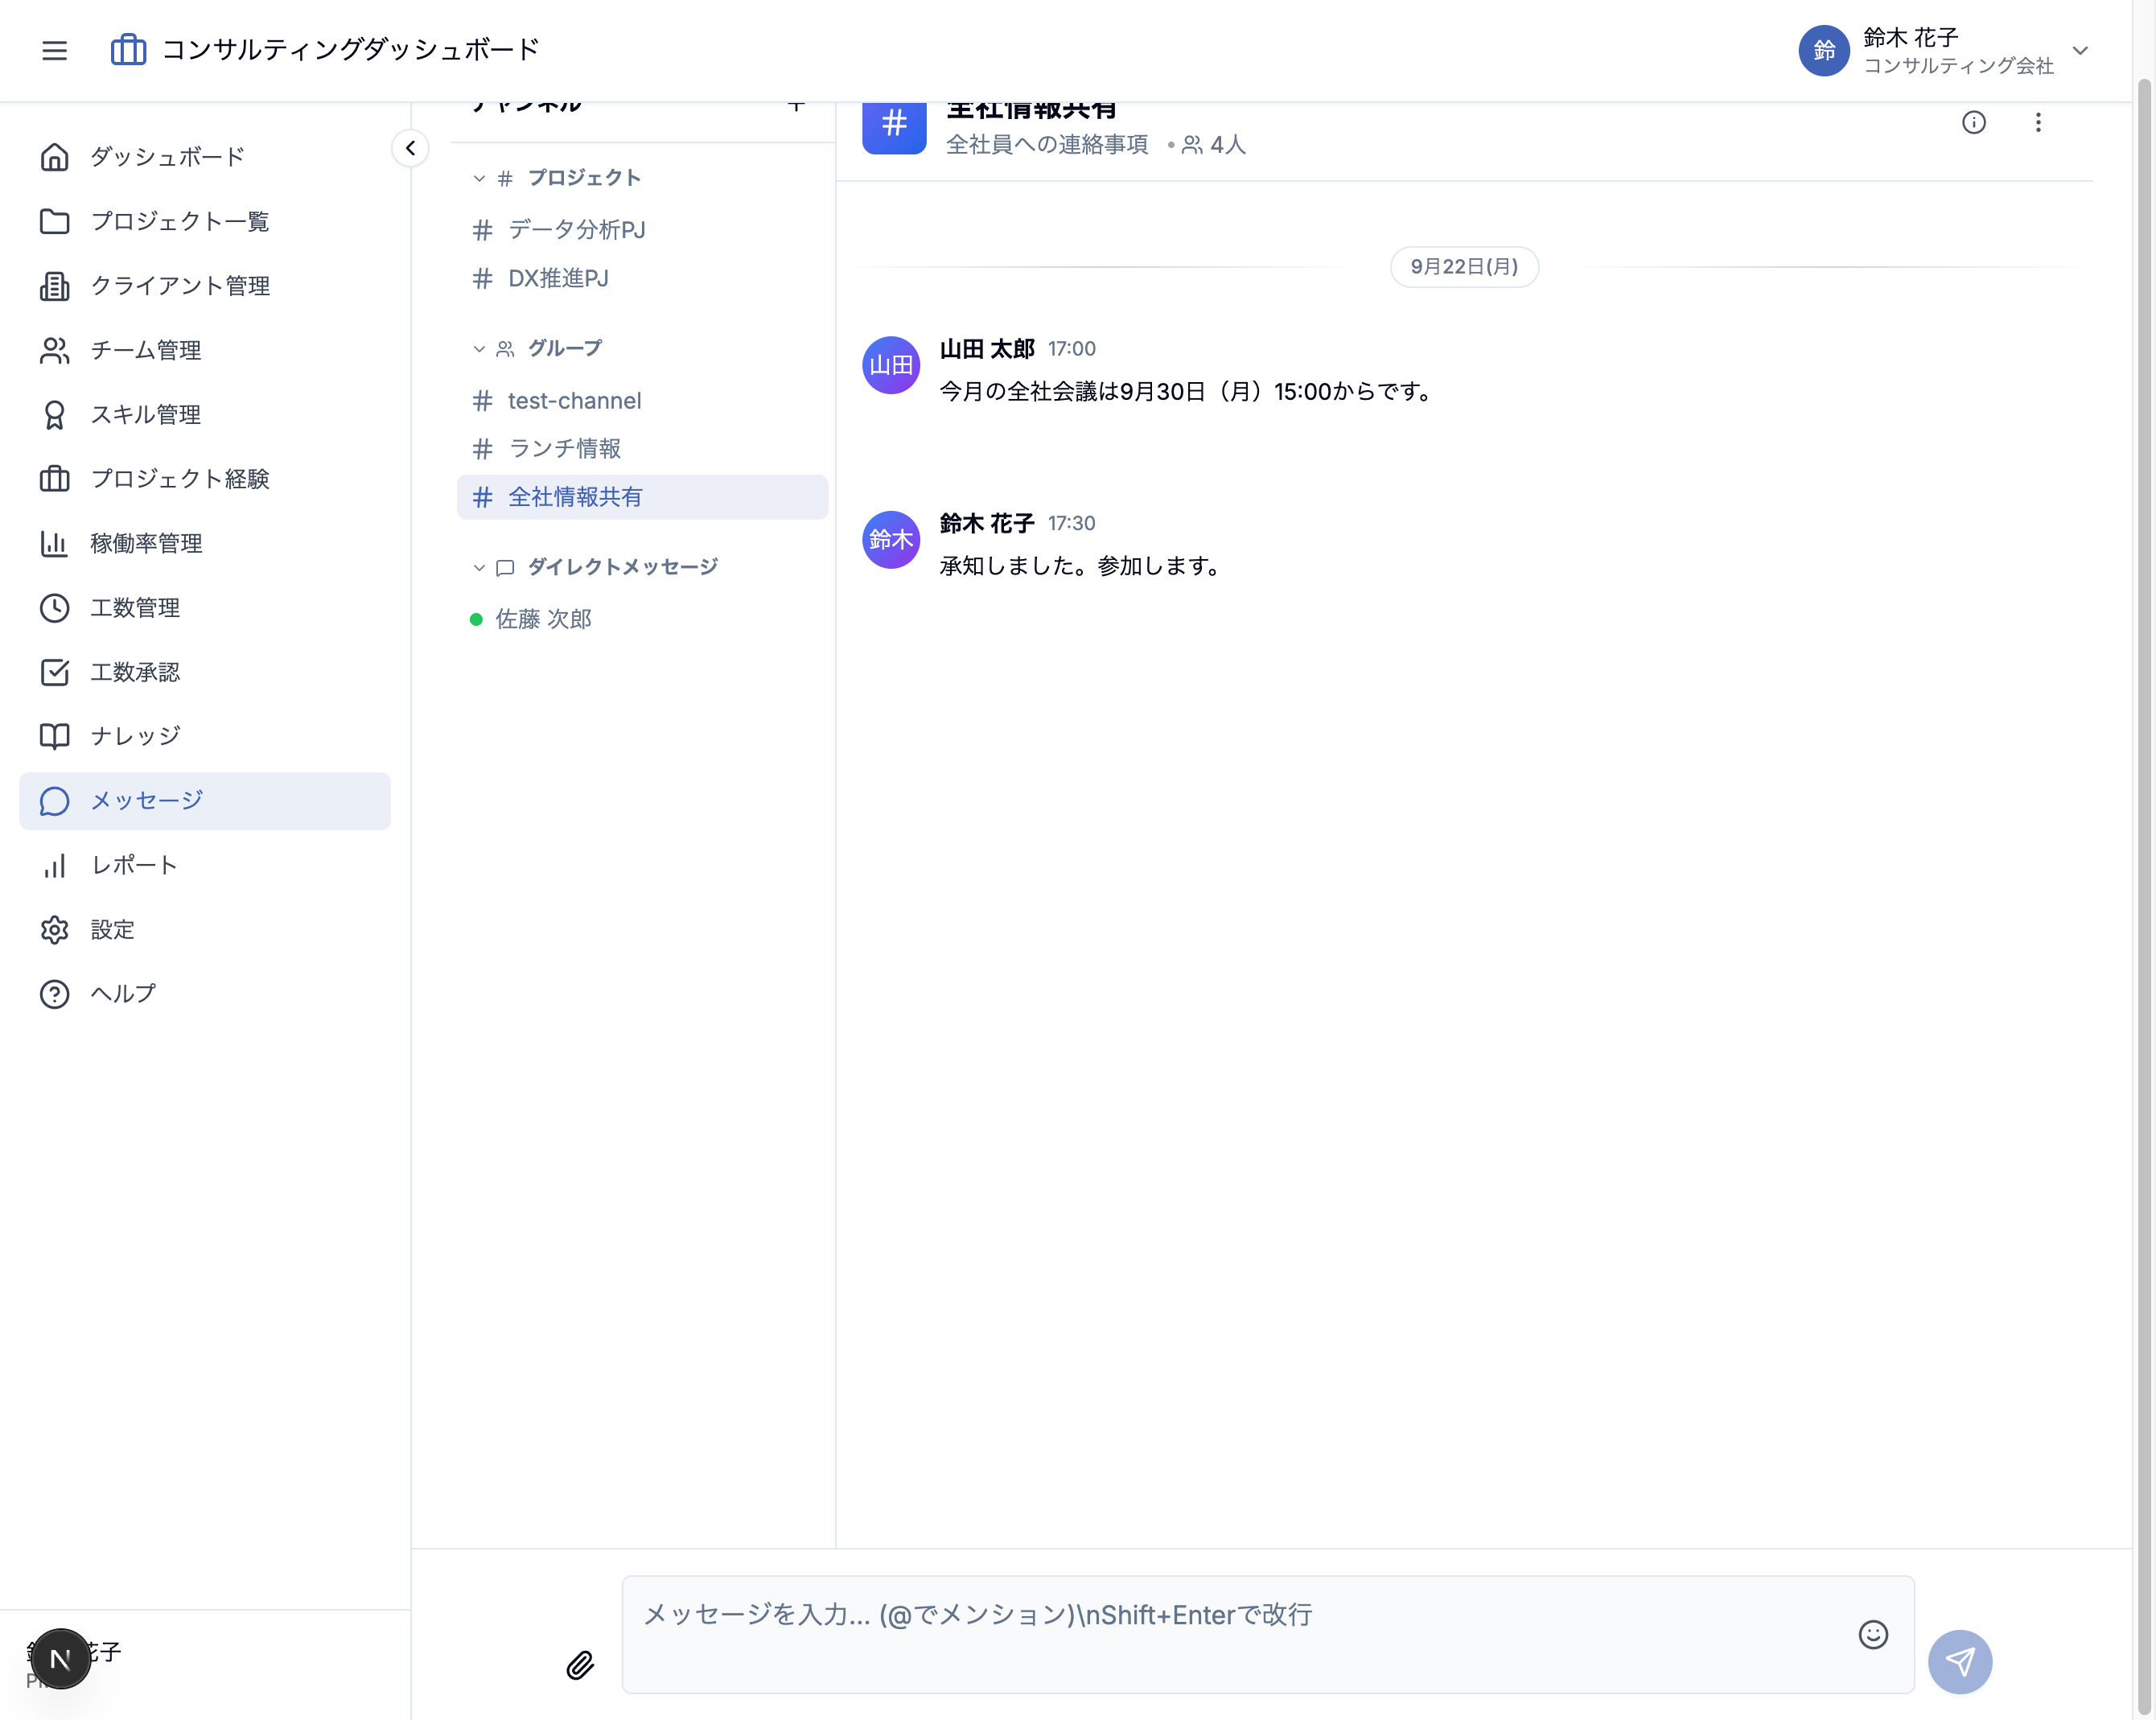 コンサルティングダッシュボード
鈴
鈴木 花子
コンサルティング会社
ダッシュボード
プロジェクト一覧
クライアント管理
チーム管理
スキル管理
プロジェクト経験
稼働率管理
工数管理
工数承認
ナレッジ
メッセージ
レポート
設定
ヘルプ
花子
N
チャンネル
# プロジェクト
# データ分析PJ
# DX推進PJ
グループ
# test-channel
# ランチ情報
# 全社情報共有
ダイレクトメッセージ
佐藤 次郎
#
全社情報共有
全社員への連絡事項 • 4人
9月22日(月)
山田
山田 太郎 17:00
今月の全社会議は9月30日（月）15:00からです。
鈴木
鈴木 花子 17:30
承知しました。参加します。
メッセージを入力... (@でメンション)\nShift+Enterで改行